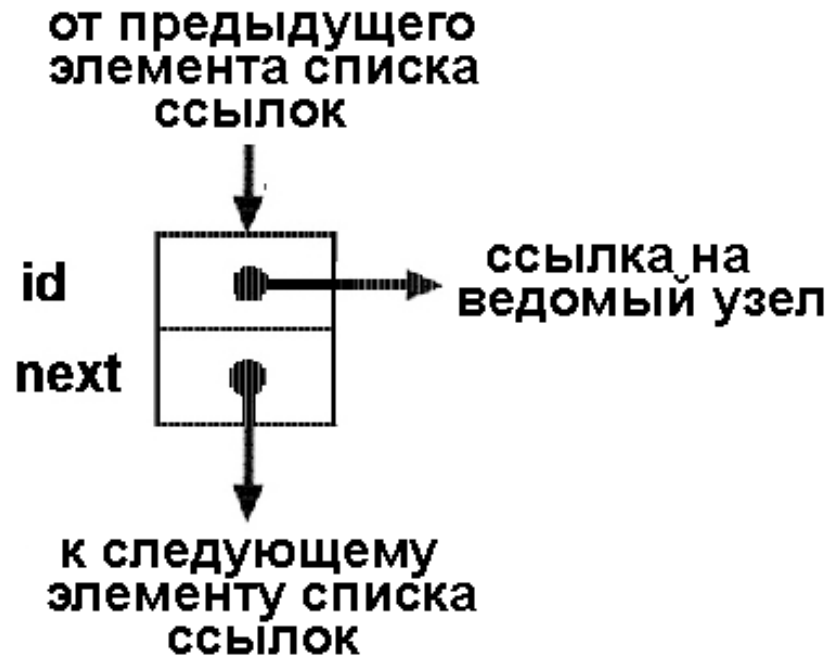 от предыдущего
элемента списка
ссылок
id
ссылка на
ведомый узел
next
к следующему
элементу списка
ссылок